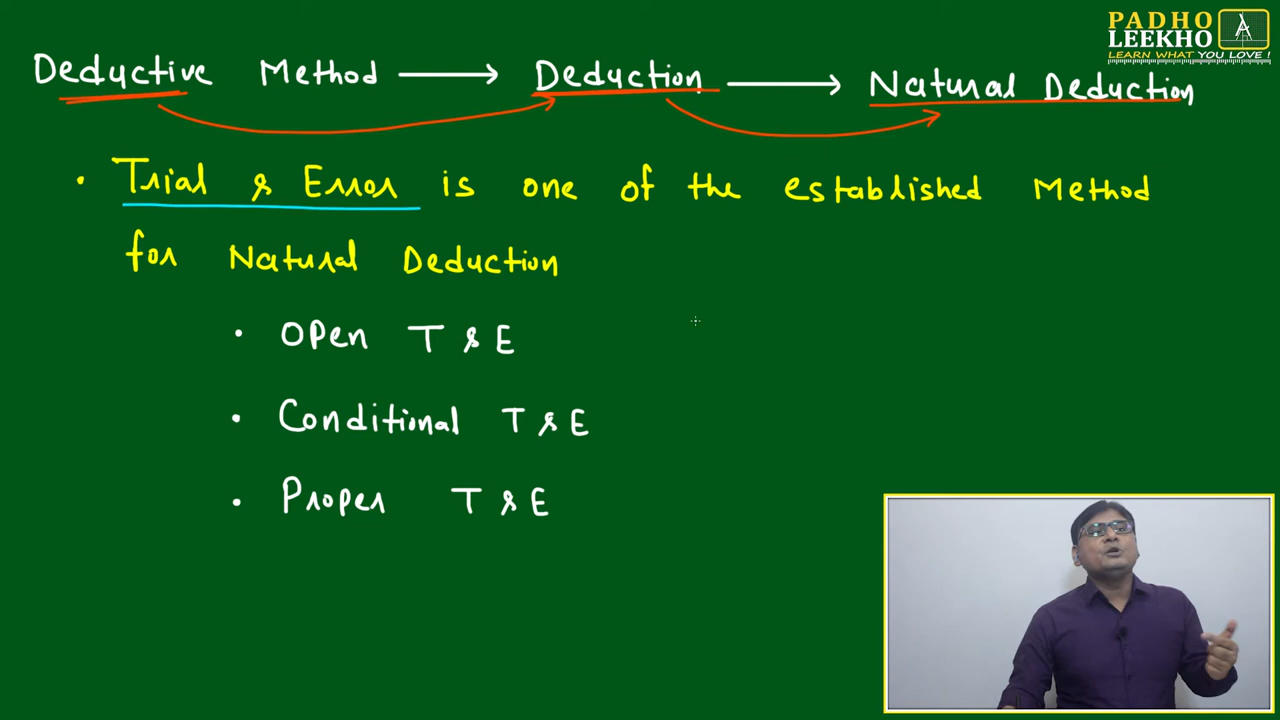 PADHO
LEEKHO
LEARN WHAT YOU LOVE !
Deductive Method → Deduction → Natural Deduction
• Trial & Error is one of the established Method
for Natural Deduction
• Open T & E
• Conditional T & E
• Proper T & E